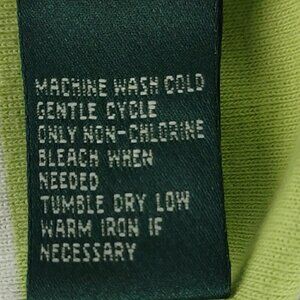 MACHINE WASH COLD
GENTLE CYCLE
ONLY NON-CHLORINE
BLEACH WHEN
NEEDED
TUMBLE DRY LOW
WARM IRON IF
NECESSARY